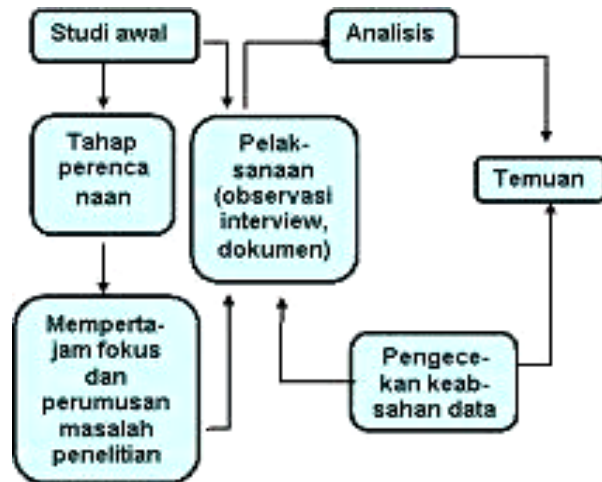 Studi awal
Analisis
Tahap
perenca
naan
Pelak-
sanaan
(observasi
interview,
dokumen)
Temuan
Memperta-
jam fokus
dan
perumusan
masalah
penelitian
Pengece-
kan keab-
sahan data